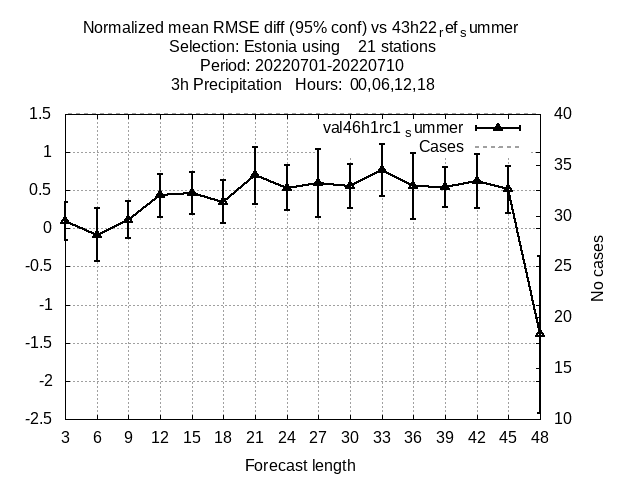 Normalized mean RMSE diff (95% conf) vs 43h22refsummer
Selection: Estonia using 21 stations
Period: 20220701-20220710
3h Precipitation Hours: 00,06,12,18
val46h1rc1summer
Cases
1.5
1
0.5
0
-0.5
-1
-1.5
-2
-2.5
40
35
30
25
20
15
10
No cases
3 6 9 12 15 18 21 24 27 30 33 36 39 42 45 48
Forecast length